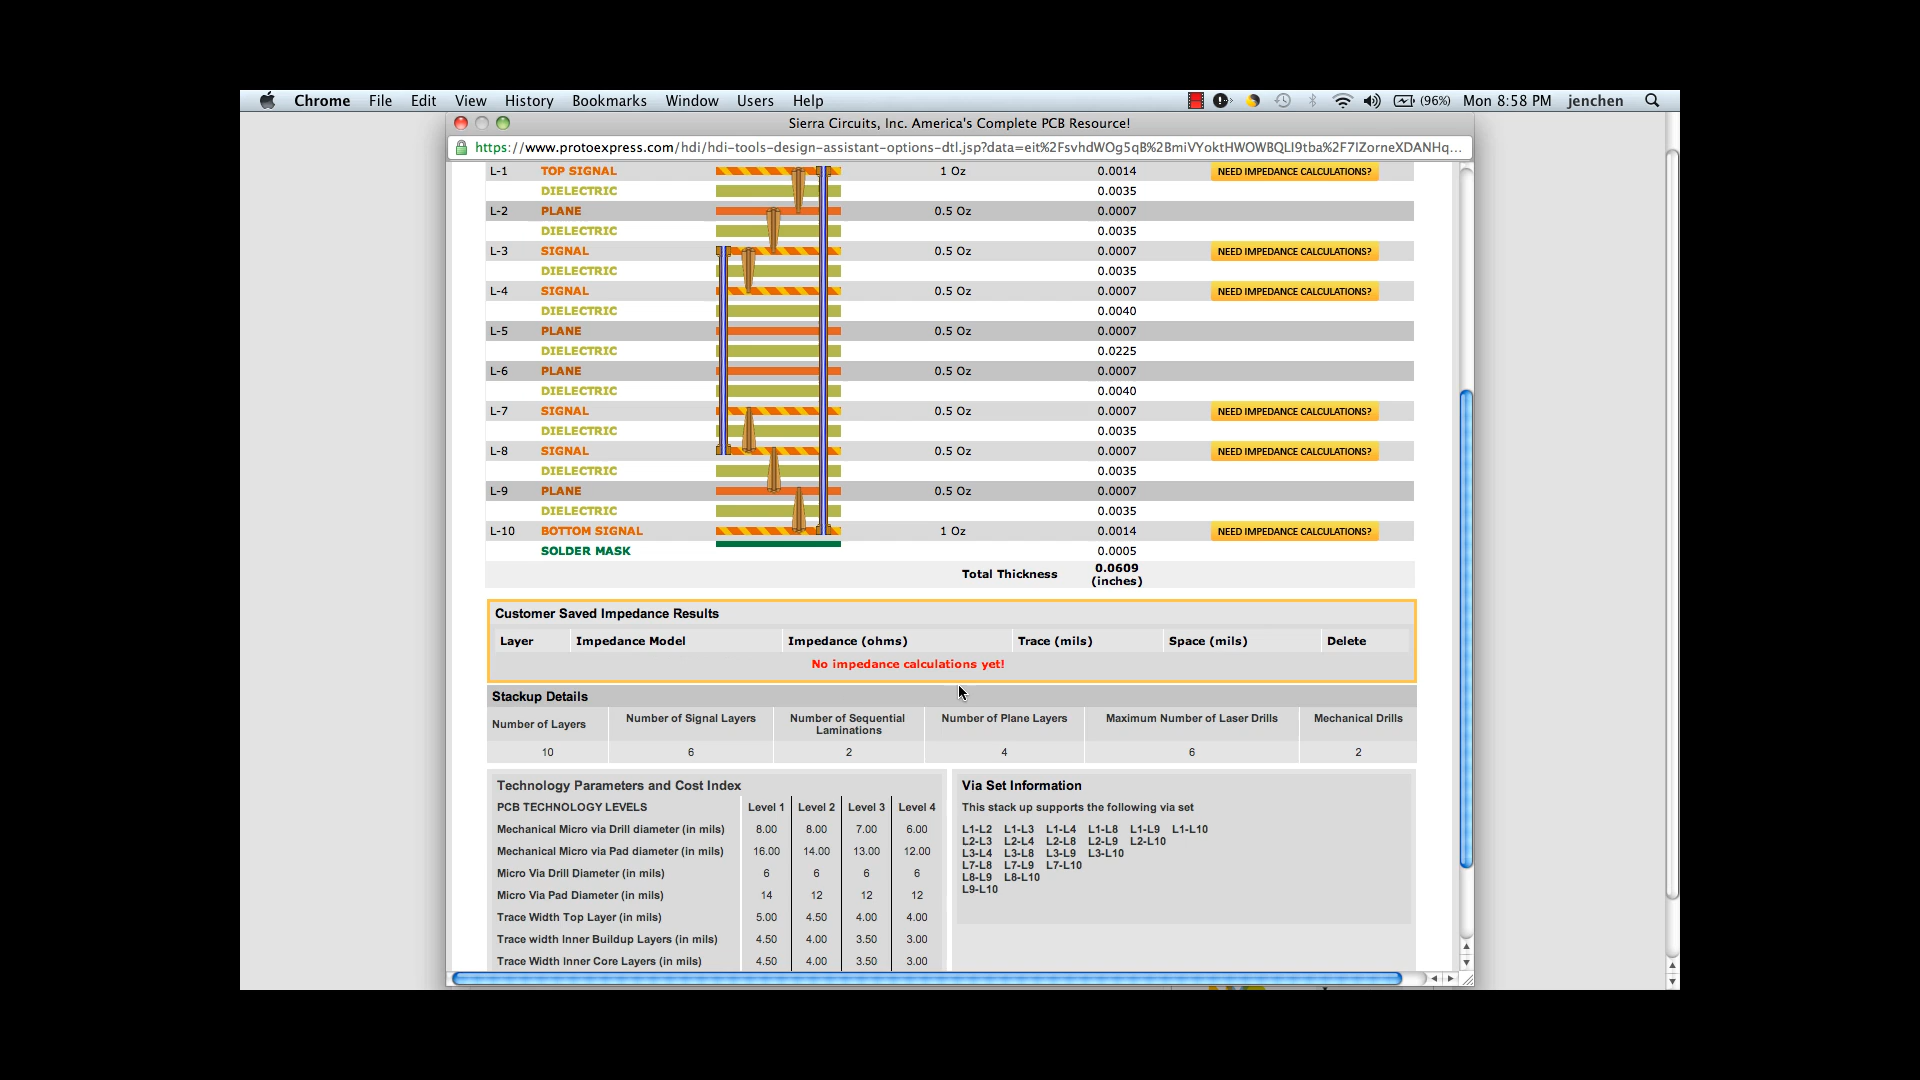 Chrome File Edit View History Bookmarks Window Users Help (96%) Mon 8:58 PM jenchen
Sierra Circuits, Inc. America's Complete PCB Resource!
https://www.protoexpress.com/hdi/hdi-tools-design-assistant-options-dtl.jsp?data=eit%2FsvhdWOg5qB%2BmiVYoktHWOWBQLI9tba%2F7IZorneXDANHq...
L-1 TOP SIGNAL 1 Oz 0.0014 NEED IMPEDANCE CALCULATIONS?
DIELECTRIC 0.0035
L-2 PLANE 0.5 Oz 0.0007
DIELECTRIC 0.0035
L-3 SIGNAL 0.5 Oz 0.0007 NEED IMPEDANCE CALCULATIONS?
DIELECTRIC 0.0035
L-4 SIGNAL 0.5 Oz 0.0007 NEED IMPEDANCE CALCULATIONS?
DIELECTRIC 0.0040
L-5 PLANE 0.5 Oz 0.0007
DIELECTRIC 0.0225
L-6 PLANE 0.5 Oz 0.0007
DIELECTRIC 0.0040
L-7 SIGNAL 0.5 Oz 0.0007 NEED IMPEDANCE CALCULATIONS?
DIELECTRIC 0.0035
L-8 SIGNAL 0.5 Oz 0.0007 NEED IMPEDANCE CALCULATIONS?
DIELECTRIC 0.0035
L-9 PLANE 0.5 Oz 0.0007
DIELECTRIC 0.0035
L-10 BOTTOM SIGNAL 1 Oz 0.0014 NEED IMPEDANCE CALCULATIONS?
SOLDER MASK 0.0005
Total Thickness 0.0609
(inches)
Customer Saved Impedance Results
Layer Impedance Model Impedance (ohms) Trace (mils) Space (mils) Delete
No impedance calculations yet!
Stackup Details
Number of Layers Number of Signal Layers Number of Sequential Laminations Number of Plane Layers Maximum Number of Laser Drills Mechanical Drills
10 6 2 4 6 2
Technology Parameters and Cost Index
PCB TECHNOLOGY LEVELS Level 1 Level 2 Level 3 Level 4
Mechanical Micro via Drill diameter (in mils) 8.00 8.00 7.00 6.00
Mechanical Micro via Pad diameter (in mils) 16.00 14.00 13.00 12.00
Micro Via Drill Diameter (in mils) 6 6 6 6
Micro Via Pad Diameter (in mils) 14 12 12 12
Trace Width Top Layer (in mils) 5.00 4.50 4.00 4.00
Trace width Inner Buildup Layers (in mils) 4.50 4.00 3.50 3.00
Trace Width Inner Core Layers (in mils) 4.50 4.00 3.50 3.00
Via Set Information
This stack up supports the following via set
L1-L2 L1-L3 L1-L4 L1-L8 L1-L9 L1-L10
L2-L3 L2-L4 L2-L8 L2-L9 L2-L10
L3-L4 L3-L8 L3-L9 L3-L10
L7-L8 L7-L9 L7-L10
L8-L9 L8-L10
L9-L10